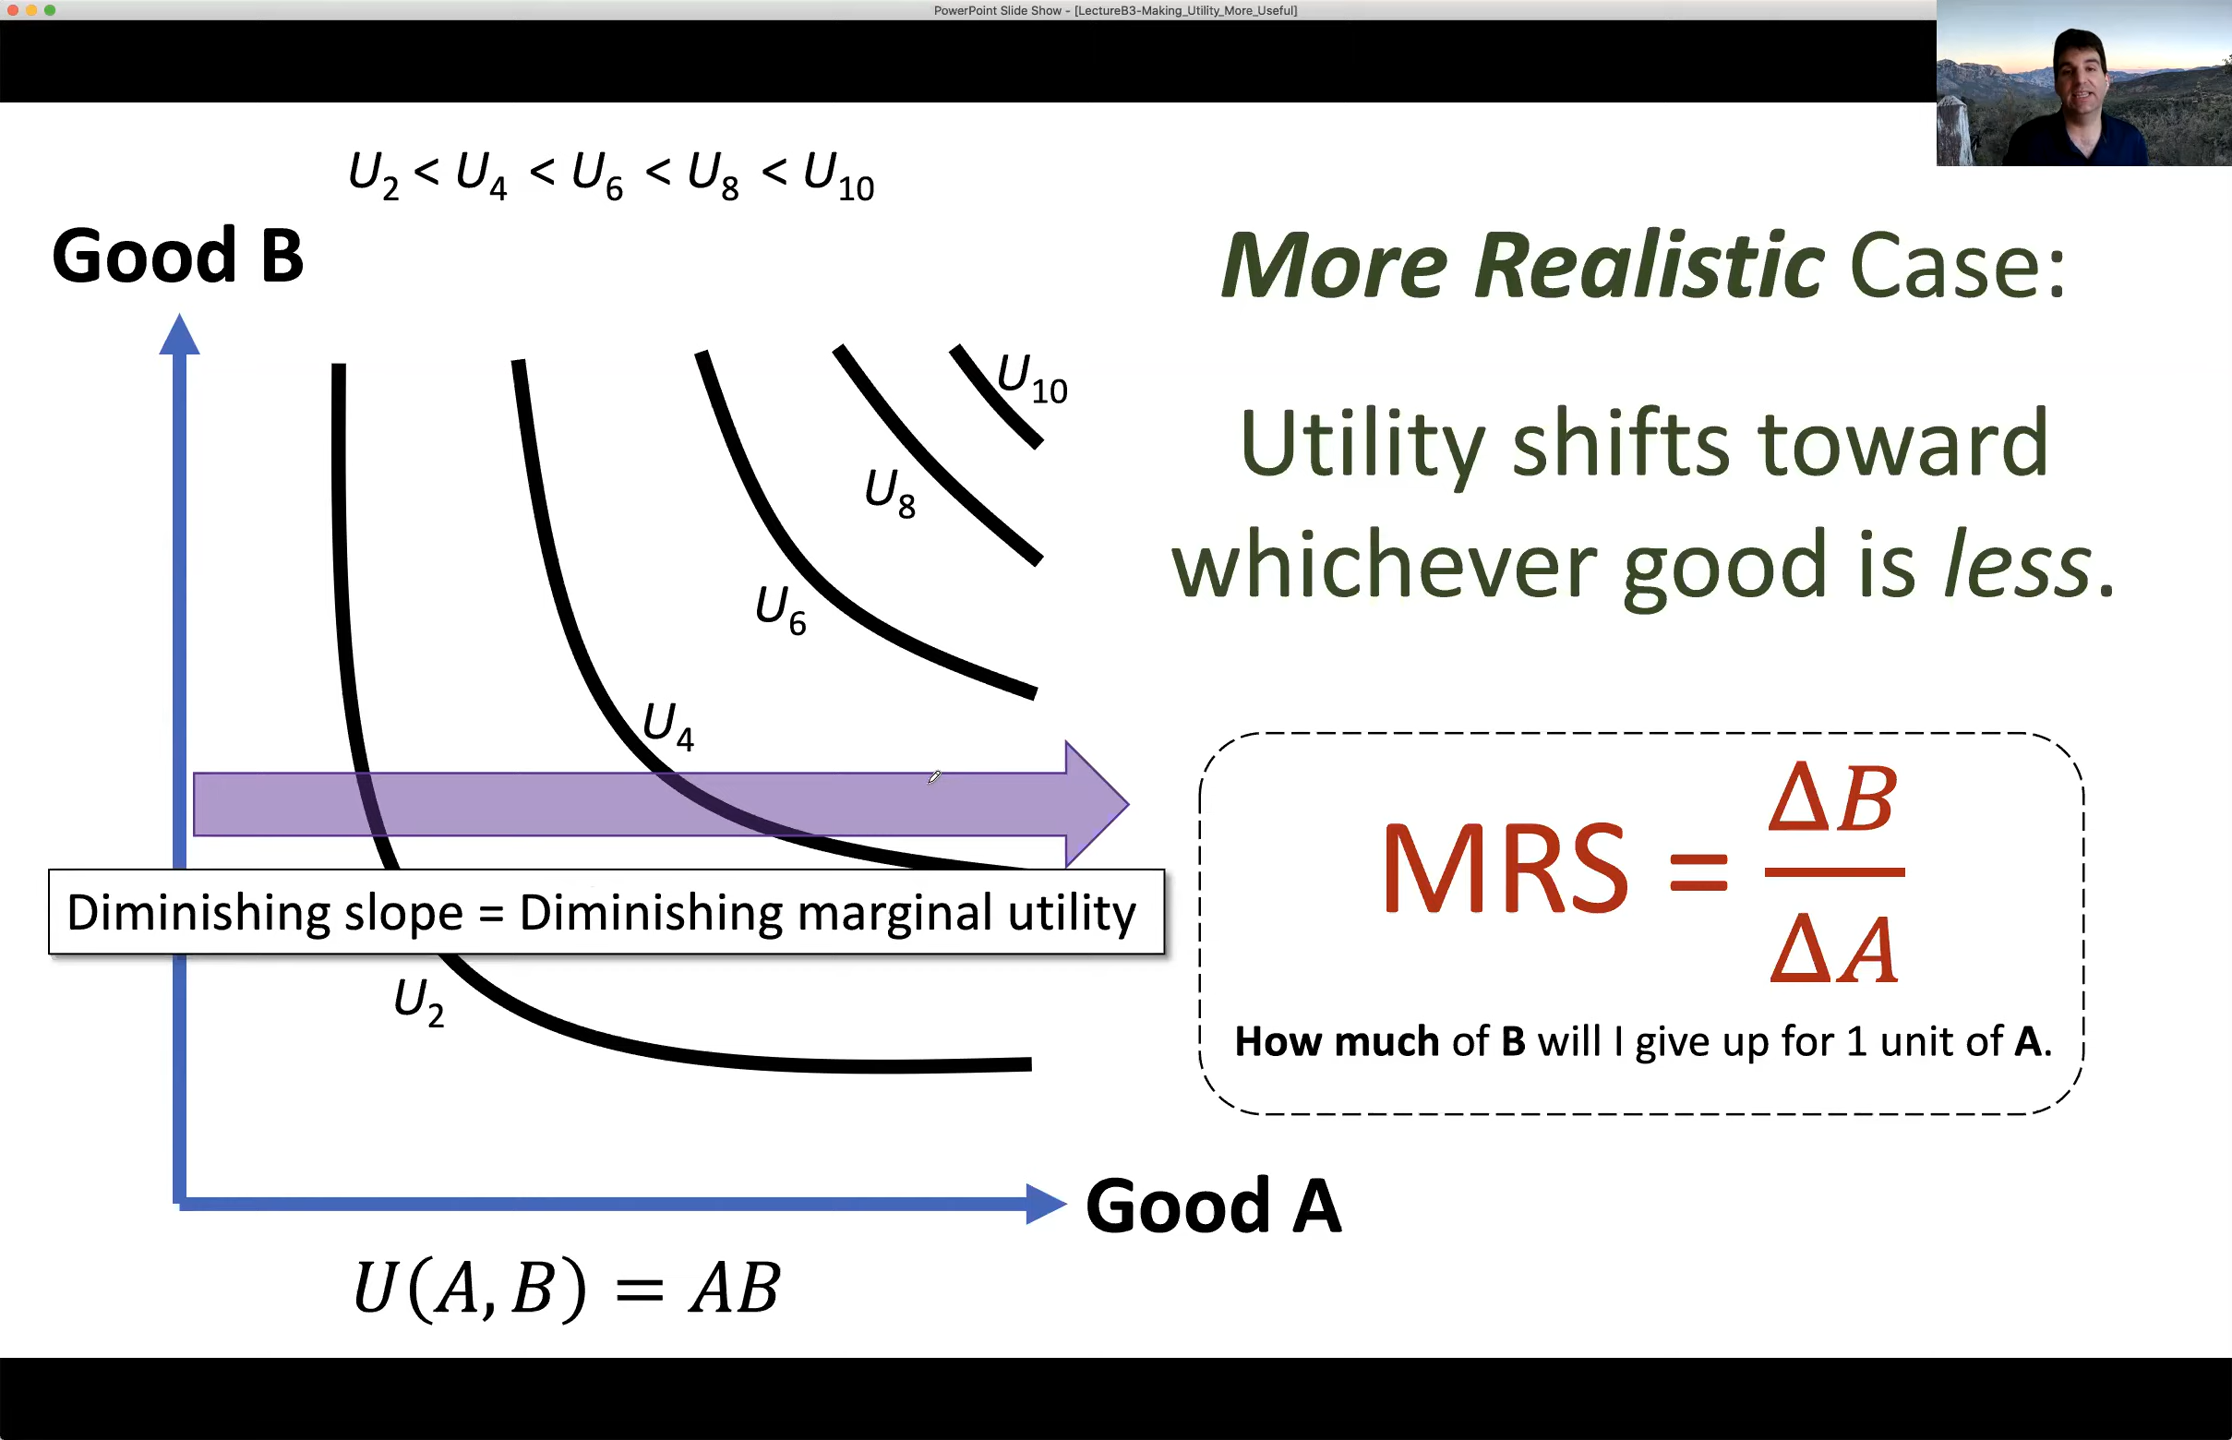 PowerPoint Slide Show - [LectureB3-Making_Utility_More_Useful]
U₂ < U₄ < U₆ < U₈ < U₁₀
Good B
U₁₀
U₈
U₆
U₄
Diminishing slope = Diminishing marginal utility
U₂
Good A
U(A, B) = AB
More Realistic Case:
Utility shifts toward
whichever good is less.
MRS = ΔB/ΔA
How much of B will I give up for 1 unit of A.